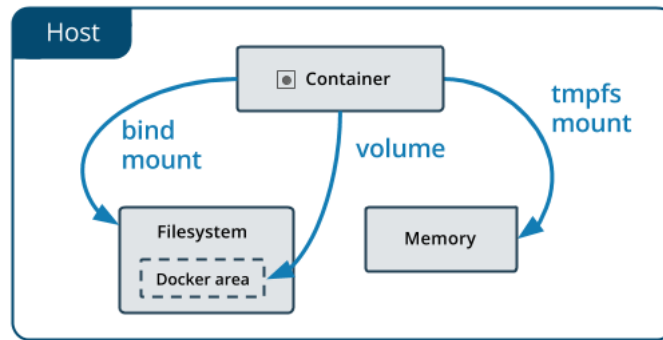 Host
Container
bind
mount
volume
tmpfs
mount
Filesystem
Docker area
Memory